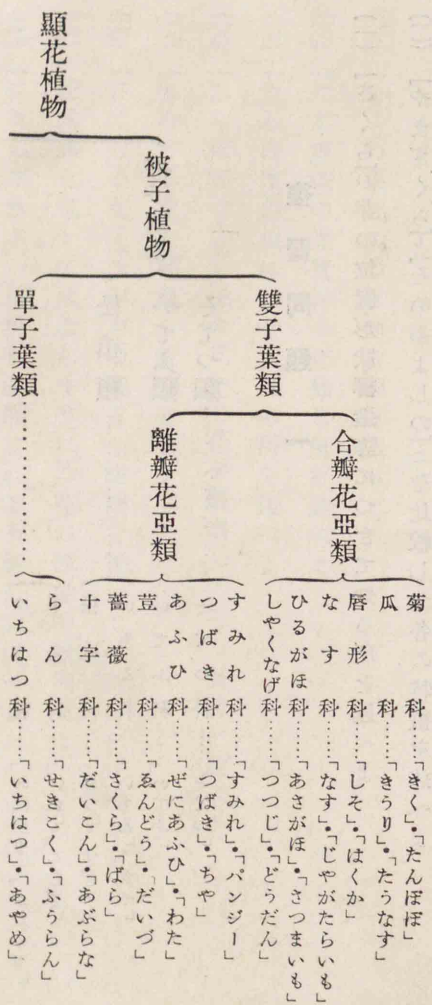 顯花植物
被子植物
雙子葉類
合瓣花亞類
菊科……「きく」・「たんぽぽ」
瓜科……「きうり」・「たうなす」
唇形科……「しそ」・「はくか」
なす科……「なす」・「じやがたらいも」
ひるがほ科……「あさがほ」・「さつまいも」
しやくなげ科……「つつじ」・「どうだん」
離瓣花亞類
すみれ科……「すみれ」・「パンジー」
つばき科……「つばき」・「ちや」
あふひ科……「ぜにあふひ」・「わた」
荳科……「ゑんどう」・「だいづ」
薔薇科……「さくら」・「ばら」
十字科……「だいこん」・「あぶらな」
單子葉類……………
らん科……「せきこく」・「ふうらん」
いちはつ科……「いちはつ」・「あやめ」